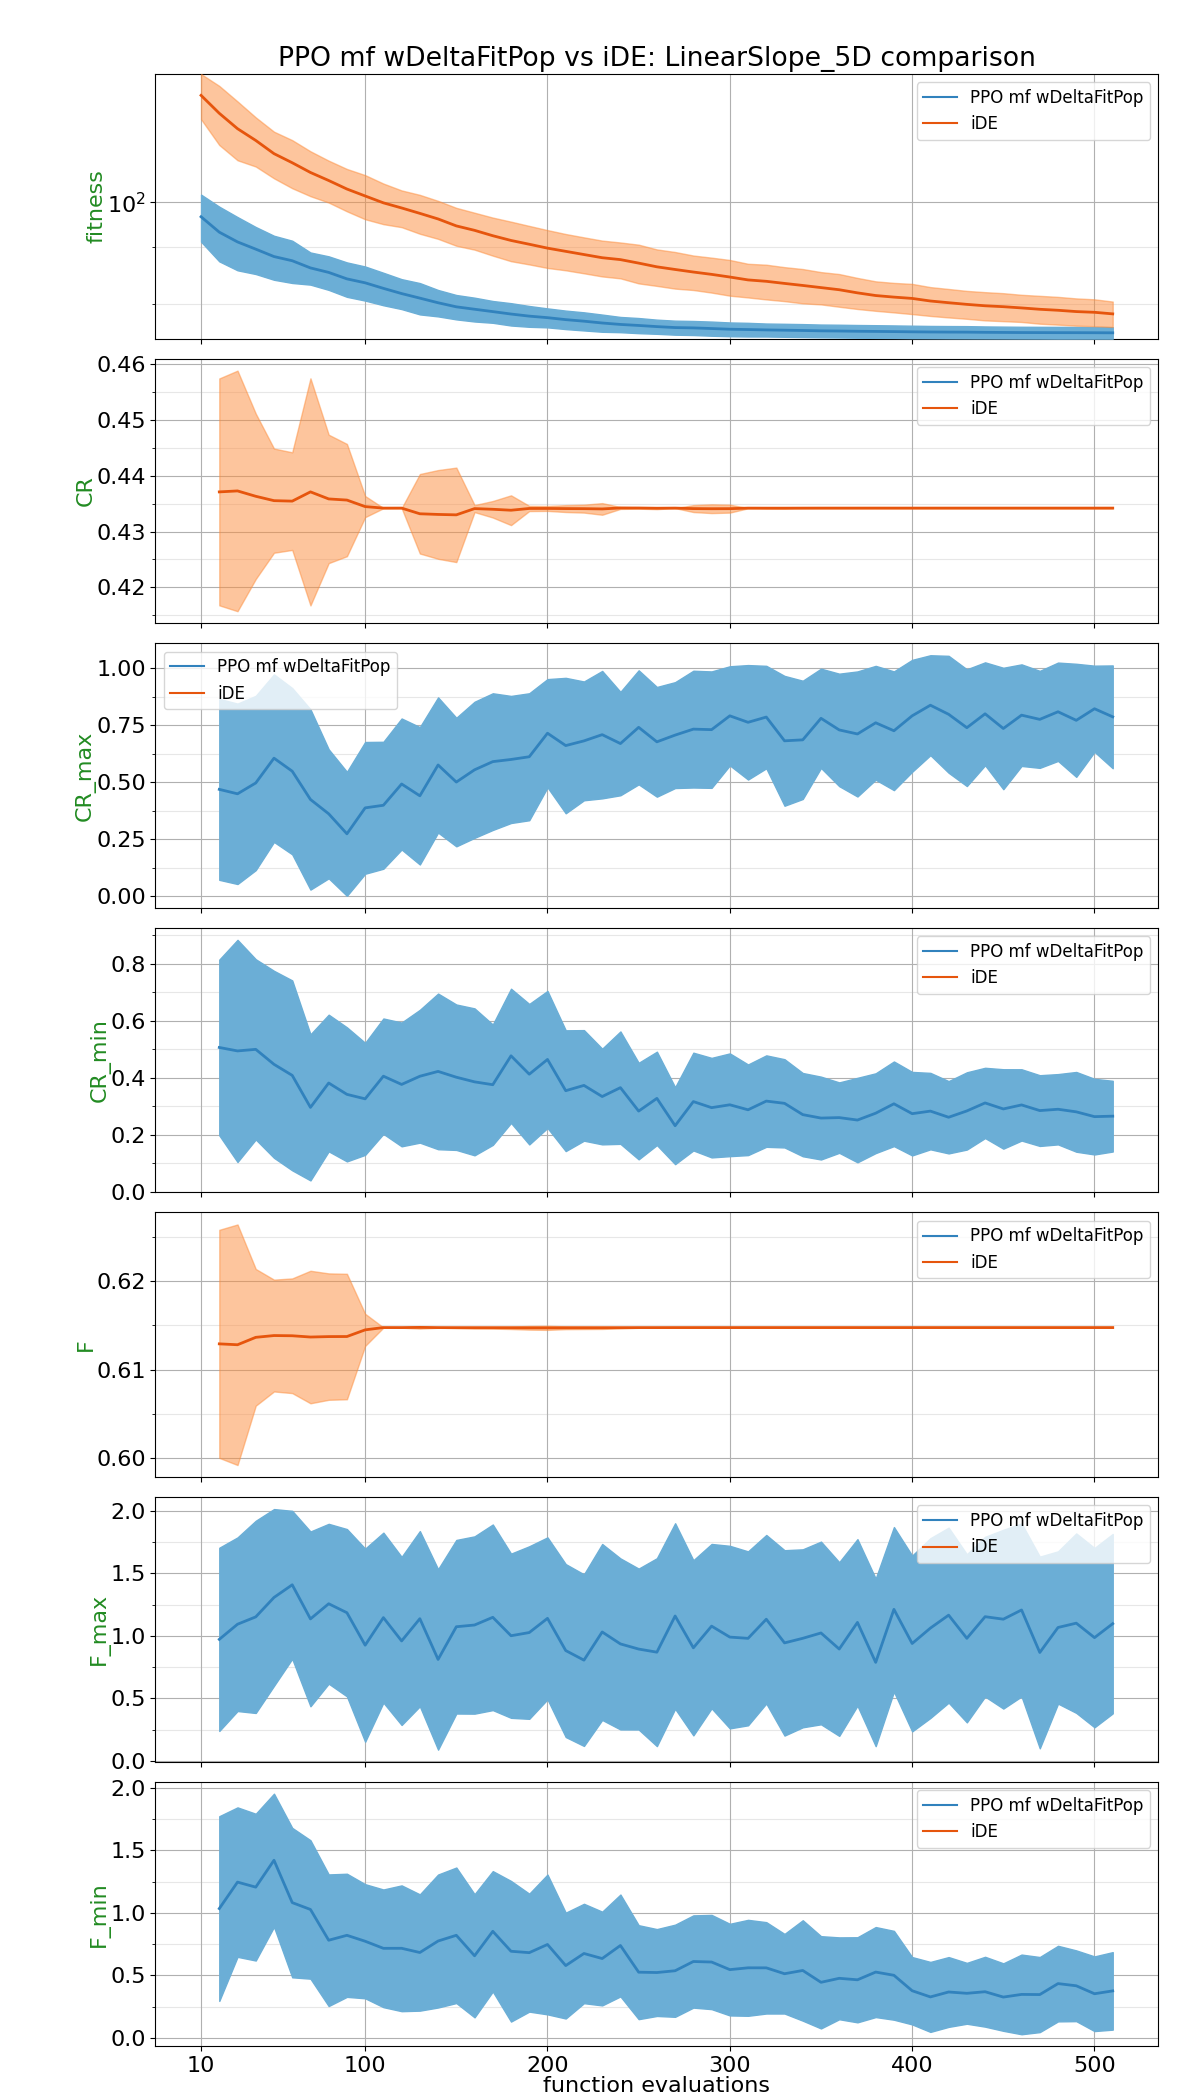 PPO mf wDeltaFitPop vs iDE: LinearSlope_5D comparison
fitness
10²
PPO mf wDeltaFitPop
iDE
CR
0.46
0.45
0.44
0.43
0.42
PPO mf wDeltaFitPop
iDE
CR_max
1.00
0.75
0.50
0.25
0.00
PPO mf wDeltaFitPop
iDE
CR_min
0.8
0.6
0.4
0.2
0.0
PPO mf wDeltaFitPop
iDE
F
0.62
0.61
0.60
PPO mf wDeltaFitPop
iDE
F_max
2.0
1.5
1.0
0.5
0.0
PPO mf wDeltaFitPop
iDE
F_min
2.0
1.5
1.0
0.5
0.0
PPO mf wDeltaFitPop
iDE
10 100 200 300 400 500
function evaluations